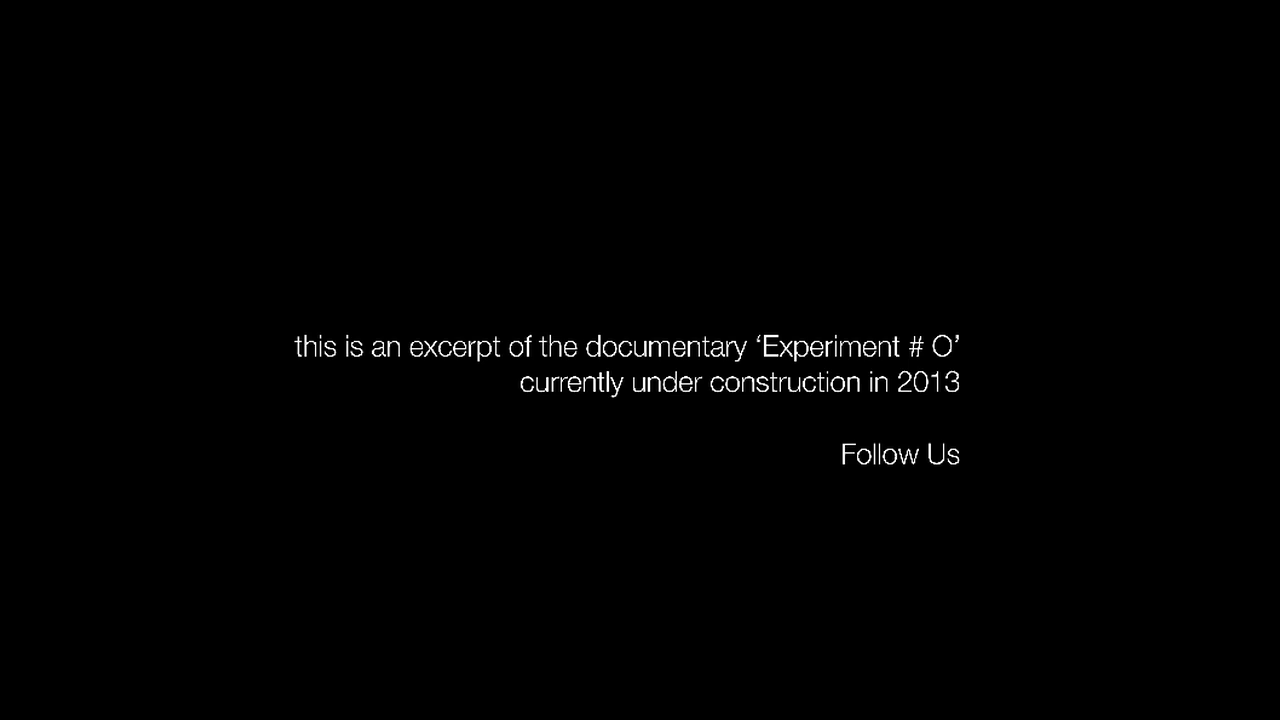 this is an excerpt of the documentary ‘Experiment # O’
currently under construction in 2013
Follow Us